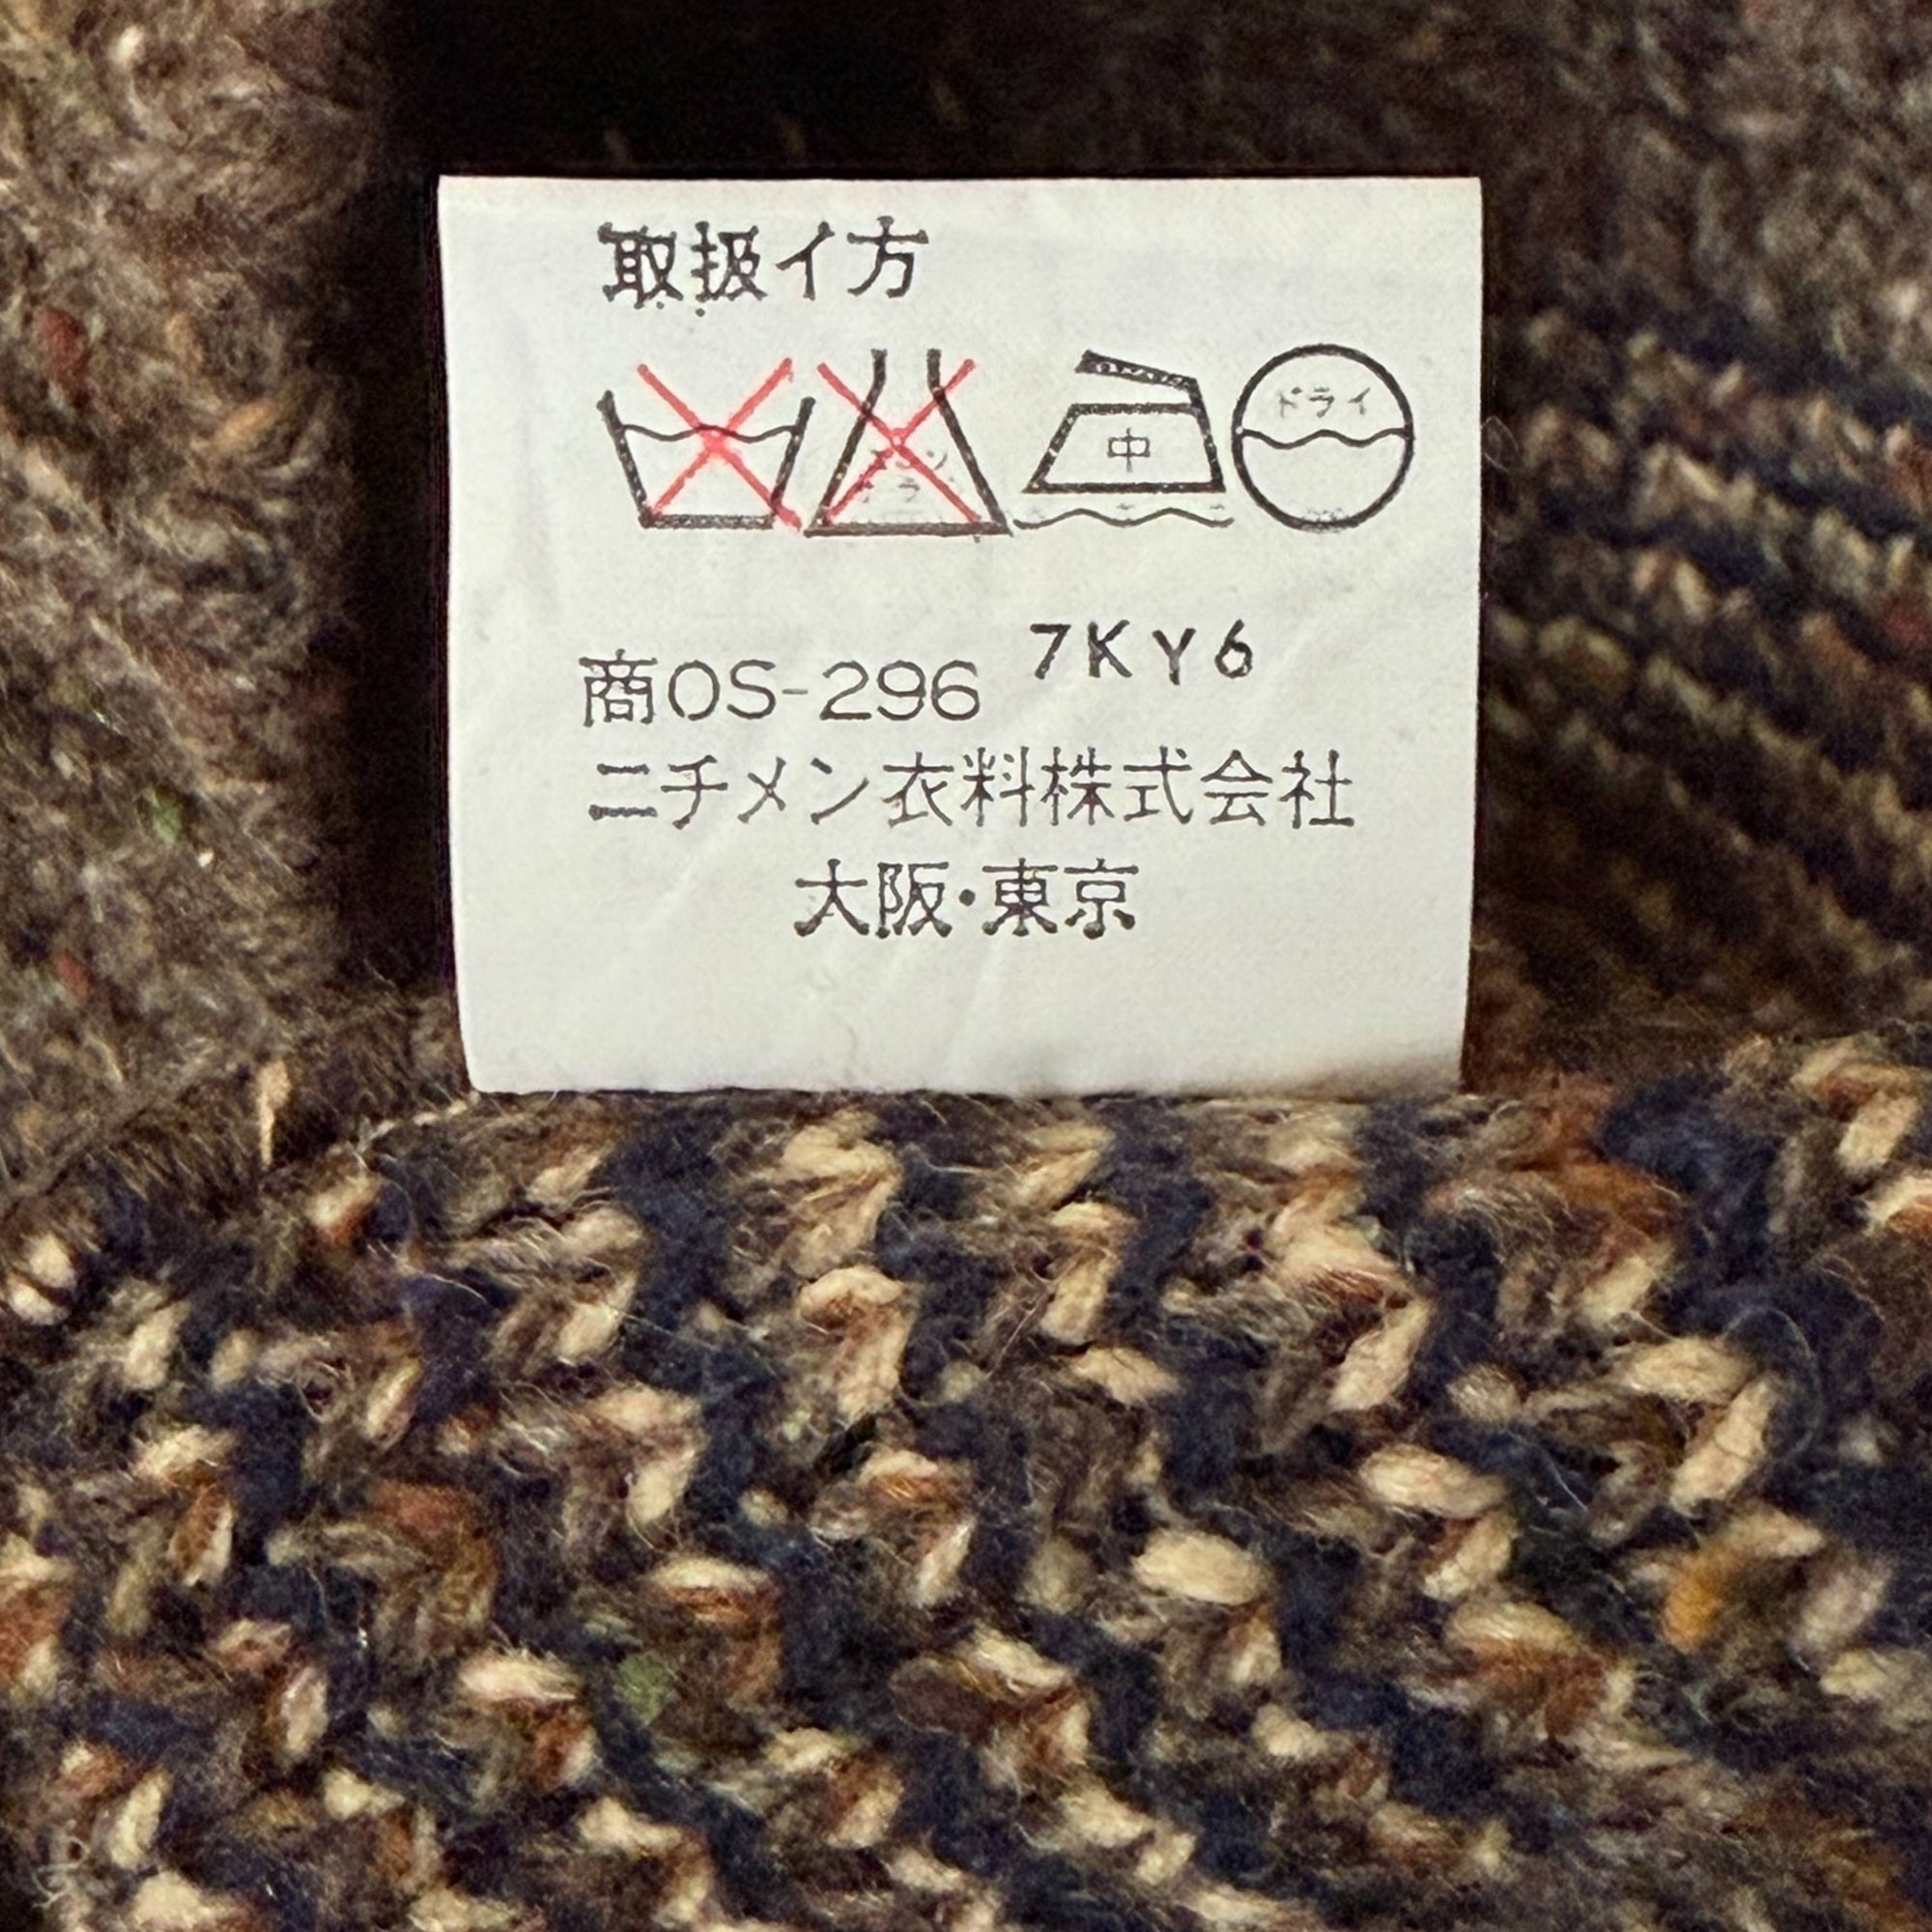 取扱イ方
中
ドライ
7KY6
商OS-296
ニチメン衣料株式会社
大阪・東京